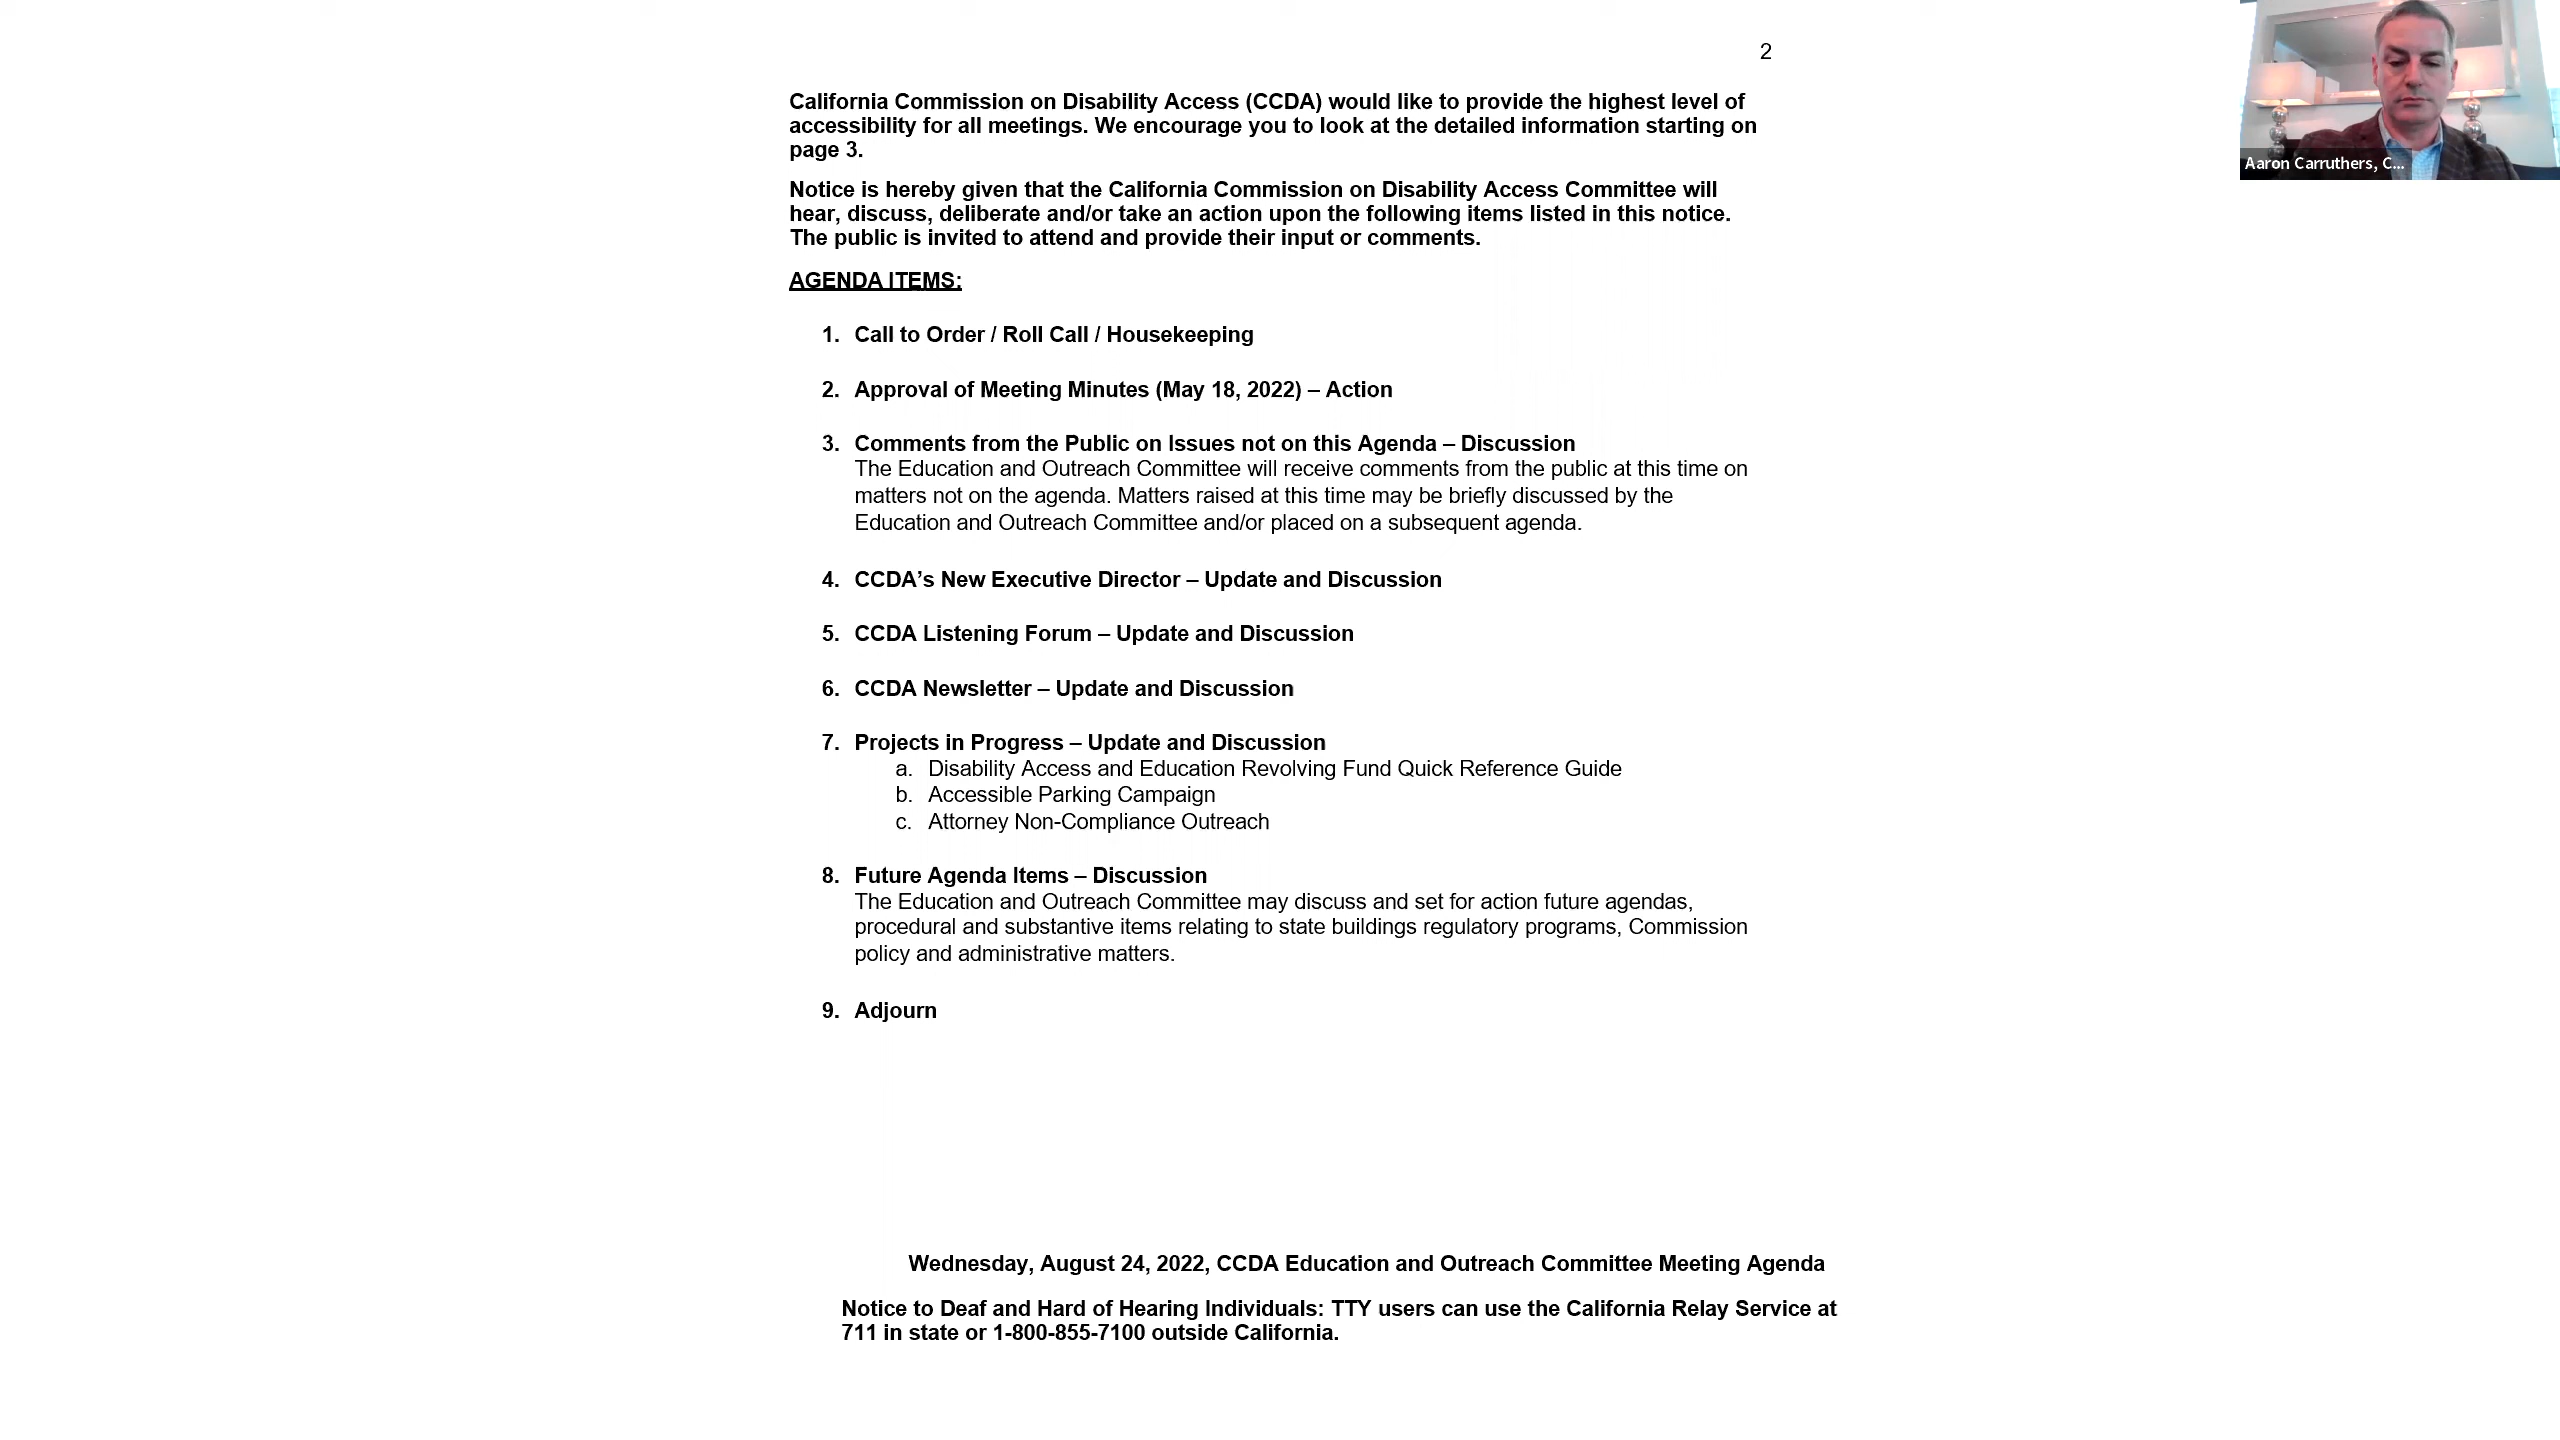 2
California Commission on Disability Access (CCDA) would like to provide the highest level of
accessibility for all meetings. We encourage you to look at the detailed information starting on
page 3.
Notice is hereby given that the California Commission on Disability Access Committee will
hear, discuss, deliberate and/or take an action upon the following items listed in this notice.
The public is invited to attend and provide their input or comments.
AGENDA ITEMS:
1. Call to Order / Roll Call / Housekeeping
2. Approval of Meeting Minutes (May 18, 2022) – Action
3. Comments from the Public on Issues not on this Agenda – Discussion
The Education and Outreach Committee will receive comments from the public at this time on
matters not on the agenda. Matters raised at this time may be briefly discussed by the
Education and Outreach Committee and/or placed on a subsequent agenda.
4. CCDA’s New Executive Director – Update and Discussion
5. CCDA Listening Forum – Update and Discussion
6. CCDA Newsletter – Update and Discussion
7. Projects in Progress – Update and Discussion
a. Disability Access and Education Revolving Fund Quick Reference Guide
b. Accessible Parking Campaign
c. Attorney Non-Compliance Outreach
8. Future Agenda Items – Discussion
The Education and Outreach Committee may discuss and set for action future agendas,
procedural and substantive items relating to state buildings regulatory programs, Commission
policy and administrative matters.
9. Adjourn
Wednesday, August 24, 2022, CCDA Education and Outreach Committee Meeting Agenda
Notice to Deaf and Hard of Hearing Individuals: TTY users can use the California Relay Service at
711 in state or 1-800-855-7100 outside California.
Aaron Carruthers, C...